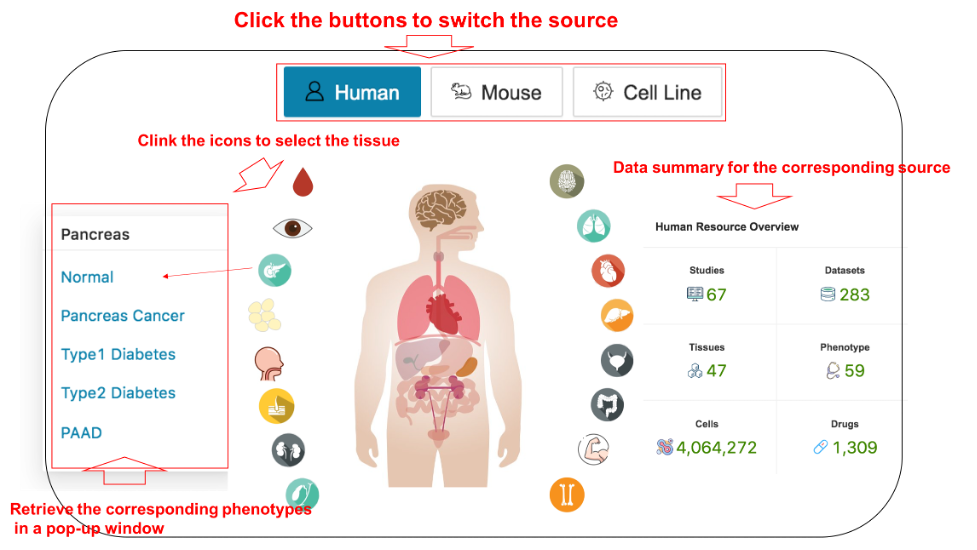 Click the buttons to switch the source
Human
Mouse
Cell Line
Clink the icons to select the tissue
Data summary for the corresponding source
Pancreas
Normal
Pancreas Cancer
Type1 Diabetes
Type2 Diabetes
PAAD
Human Resource Overview
Studies
Datasets
67
283
Tissues
Phenotype
47
59
Cells
Drugs
4,064,272
1,309
Retrieve the corresponding phenotypes
in a pop-up window